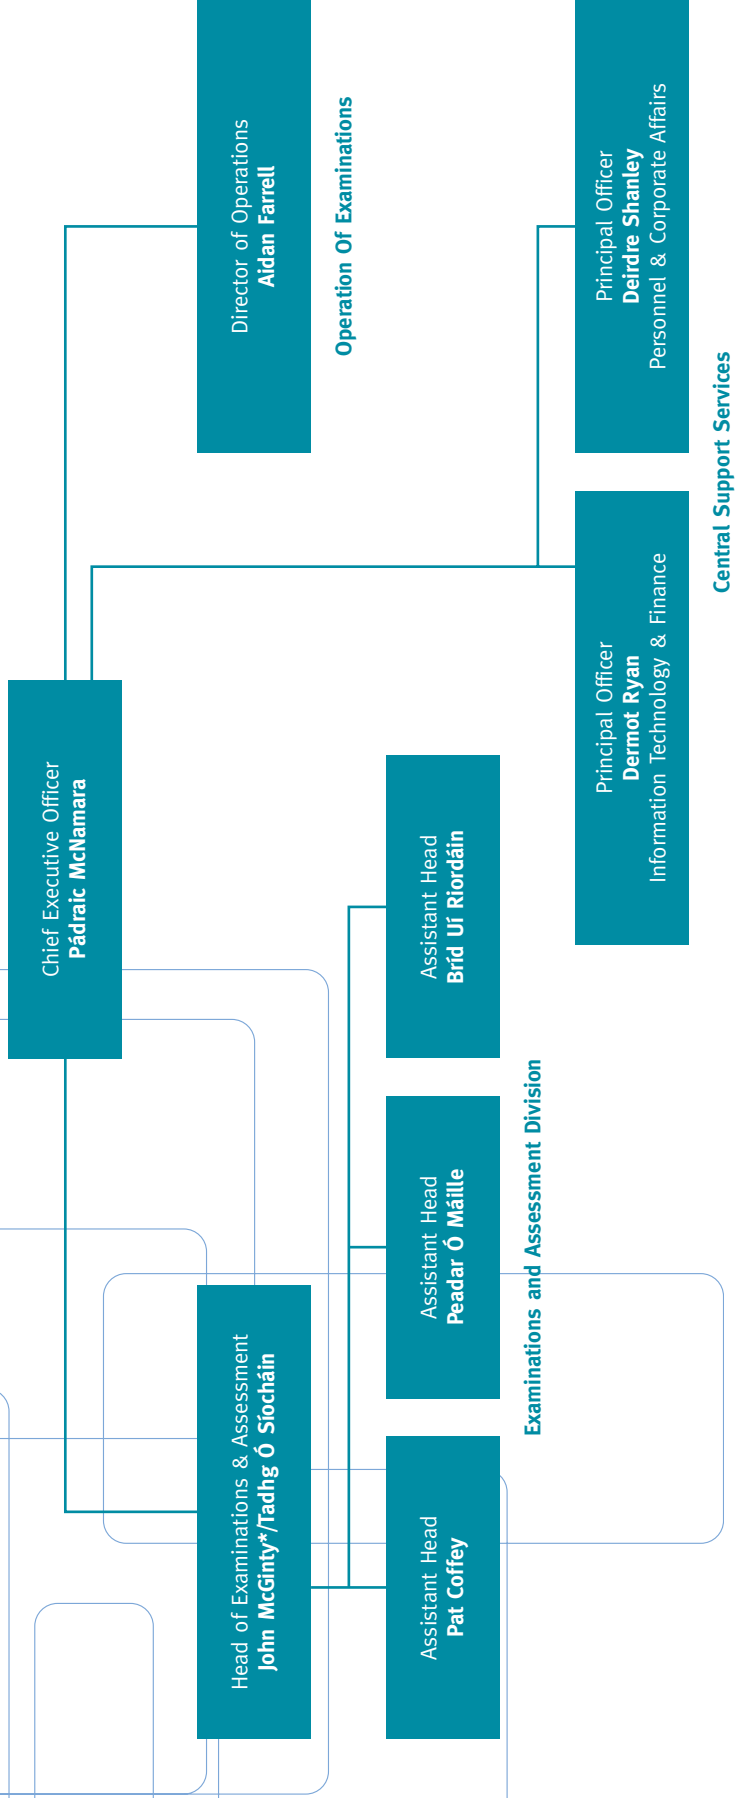 Chief Executive Officer
Pádraic McNamara
Head of Examinations & Assessment
John McGinty*/Tadhg Ó Síocháin
Director of Operations
Aidan Farrell
Operation Of Examinations
Assistant Head
Pat Coffey
Assistant Head
Peadar Ó Máille
Assistant Head
Bríd Uí Riordáin
Examinations and Assessment Division
Principal Officer
Dermot Ryan
Information Technology & Finance
Principal Officer
Deirdre Shanley
Personnel & Corporate Affairs
Central Support Services